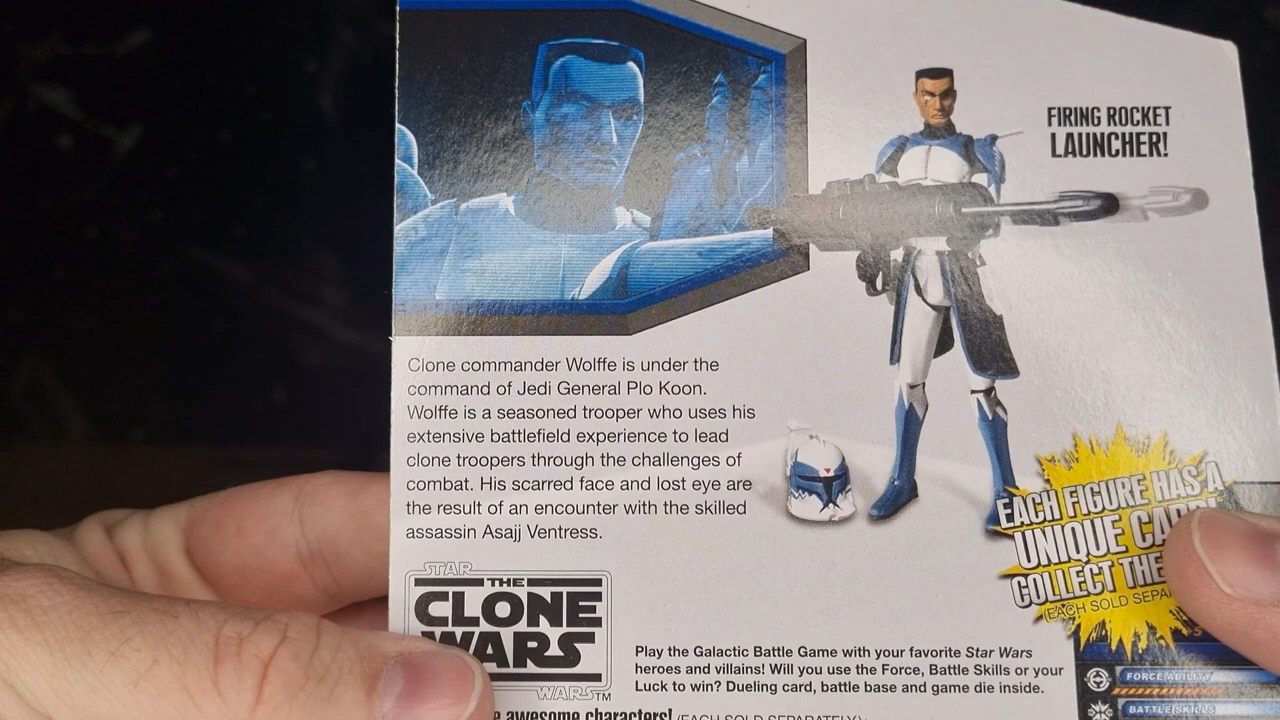 FIRING ROCKET
LAUNCHER!
Clone commander Wolffe is under the
command of Jedi General Plo Koon.
Wolffe is a seasoned trooper who uses his
extensive battlefield experience to lead
clone troopers through the challenges of
combat. His scarred face and lost eye are
the result of an encounter with the skilled
assassin Asajj Ventress.
EACH FIGURE HAS A
UNIQUE
COLLECT THE
(EACH SOLD
STAR
THE
CLONE
WARS
WARS™
Play the Galactic Battle Game with your favorite Star Wars
heroes and villains! Will you use the Force, Battle Skills or your
Luck to win? Dueling card, battle base and game die inside.
FORCE ABILITY
BATTLE SKILLS
awesome characters! (EACH SOLD SEPARATELY)